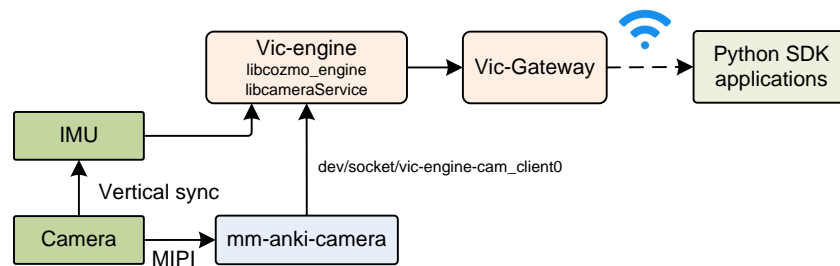 Vic-engine
libcozmo_engine
libcameraService
Vic-Gateway
Python SDK
applications
IMU
dev/socket/vic-engine-cam_client0
Vertical sync
Camera
MIPI
mm-anki-camera